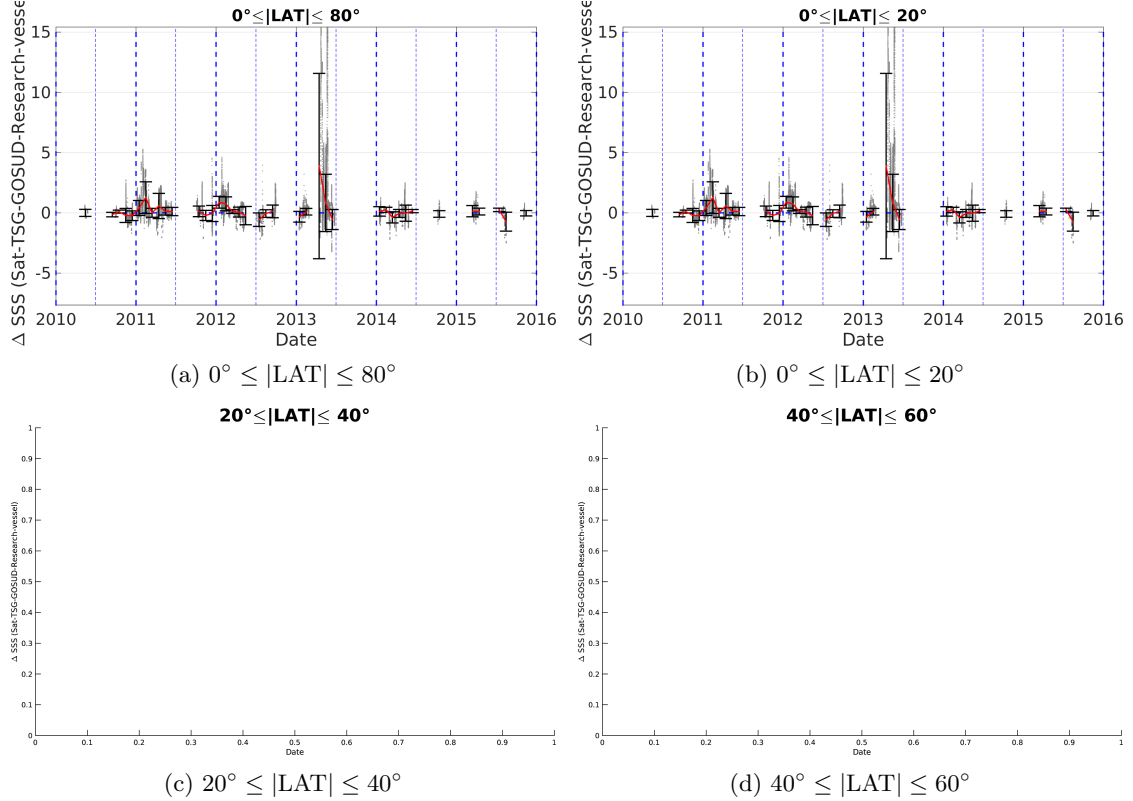 0°≤|LAT|≤ 80°
Δ SSS (Sat-TSG-GOSUD-Research-vesse
15
10
5
0
-5
2010 2011 2012 2013 2014 2015 2016
Date
(a) 0° ≤ |LAT| ≤ 80°
0°≤|LAT|≤ 20°
Δ SSS (Sat-TSG-GOSUD-Research-vesse
15
10
5
0
-5
2010 2011 2012 2013 2014 2015 2016
Date
(b) 0° ≤ |LAT| ≤ 20°
20°≤|LAT|≤ 40°
Δ SSS (Sat-TSG-GOSUD-Research-vessel)
1
0.9
0.8
0.7
0.6
0.5
0.4
0.3
0.2
0.1
0
0 0.1 0.2 0.3 0.4 0.5 0.6 0.7 0.8 0.9 1
Date
(c) 20° ≤ |LAT| ≤ 40°
40°≤|LAT|≤ 60°
Δ SSS (Sat-TSG-GOSUD-Research-vessel)
1
0.9
0.8
0.7
0.6
0.5
0.4
0.3
0.2
0.1
0
0 0.1 0.2 0.3 0.4 0.5 0.6 0.7 0.8 0.9 1
Date
(d) 40° ≤ |LAT| ≤ 60°